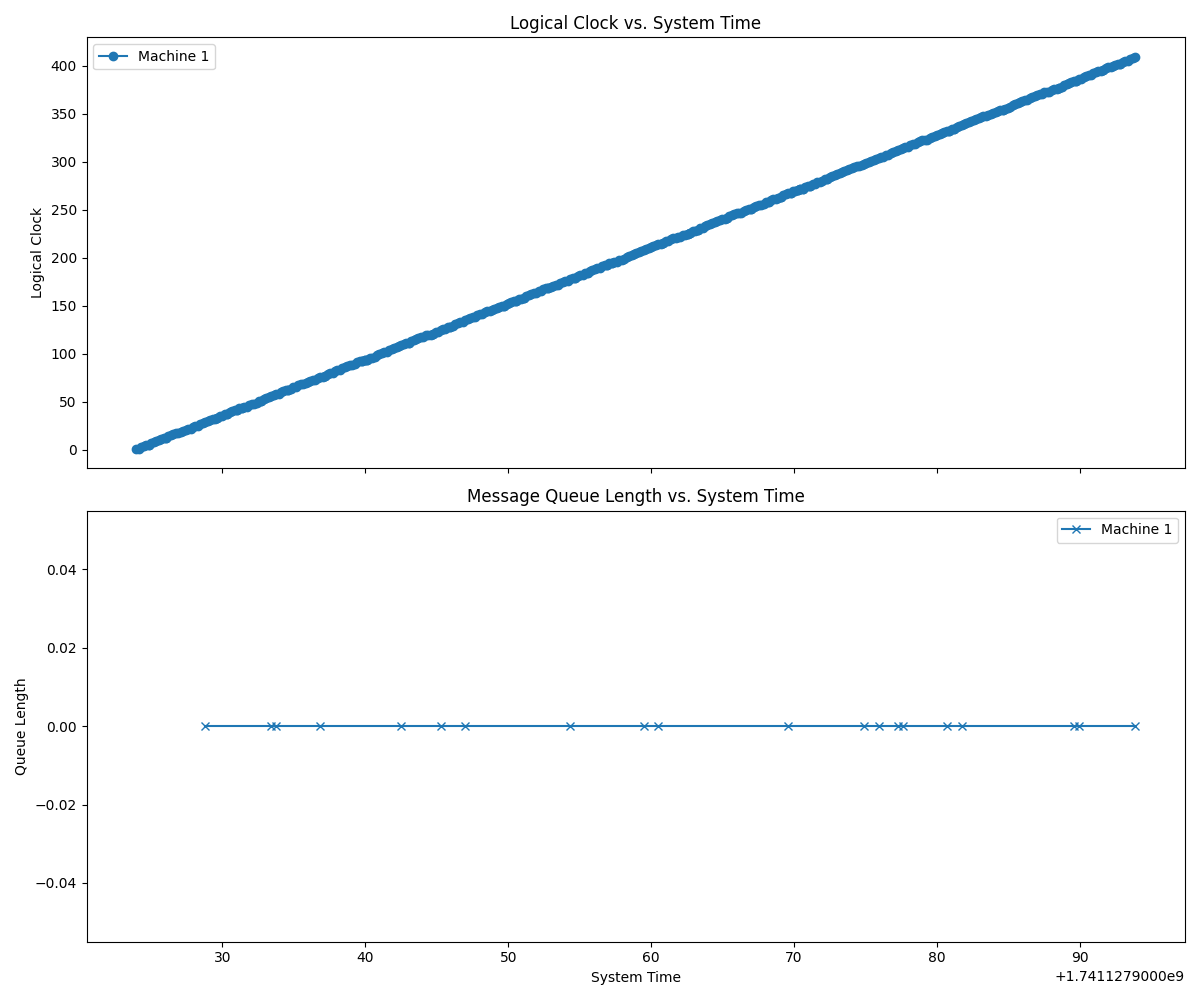 Logical Clock vs. System Time
Machine 1
400
350
300
250
200
150
100
50
0
Logical Clock
Message Queue Length vs. System Time
Machine 1
0.04
0.02
0.00
−0.02
−0.04
Queue Length
30 40 50 60 70 80 90
System Time
+1.7411279000e9